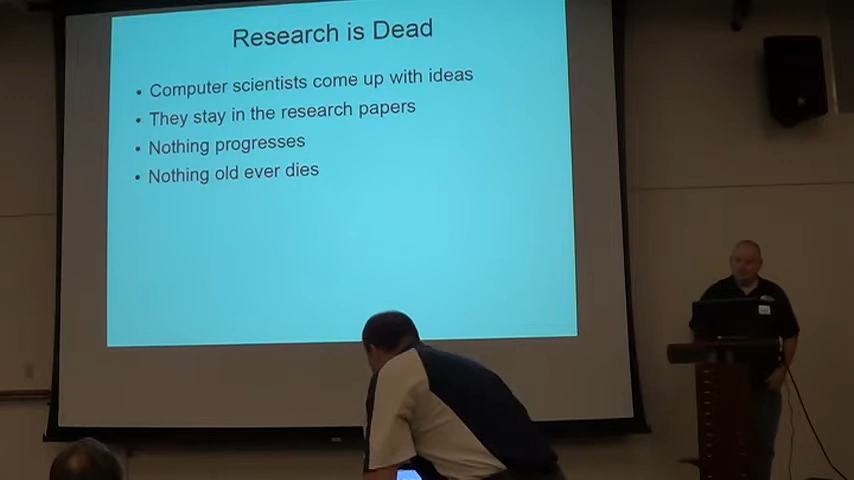 Research is Dead
• Computer scientists come up with ideas
• They stay in the research papers
• Nothing progresses
• Nothing old ever dies